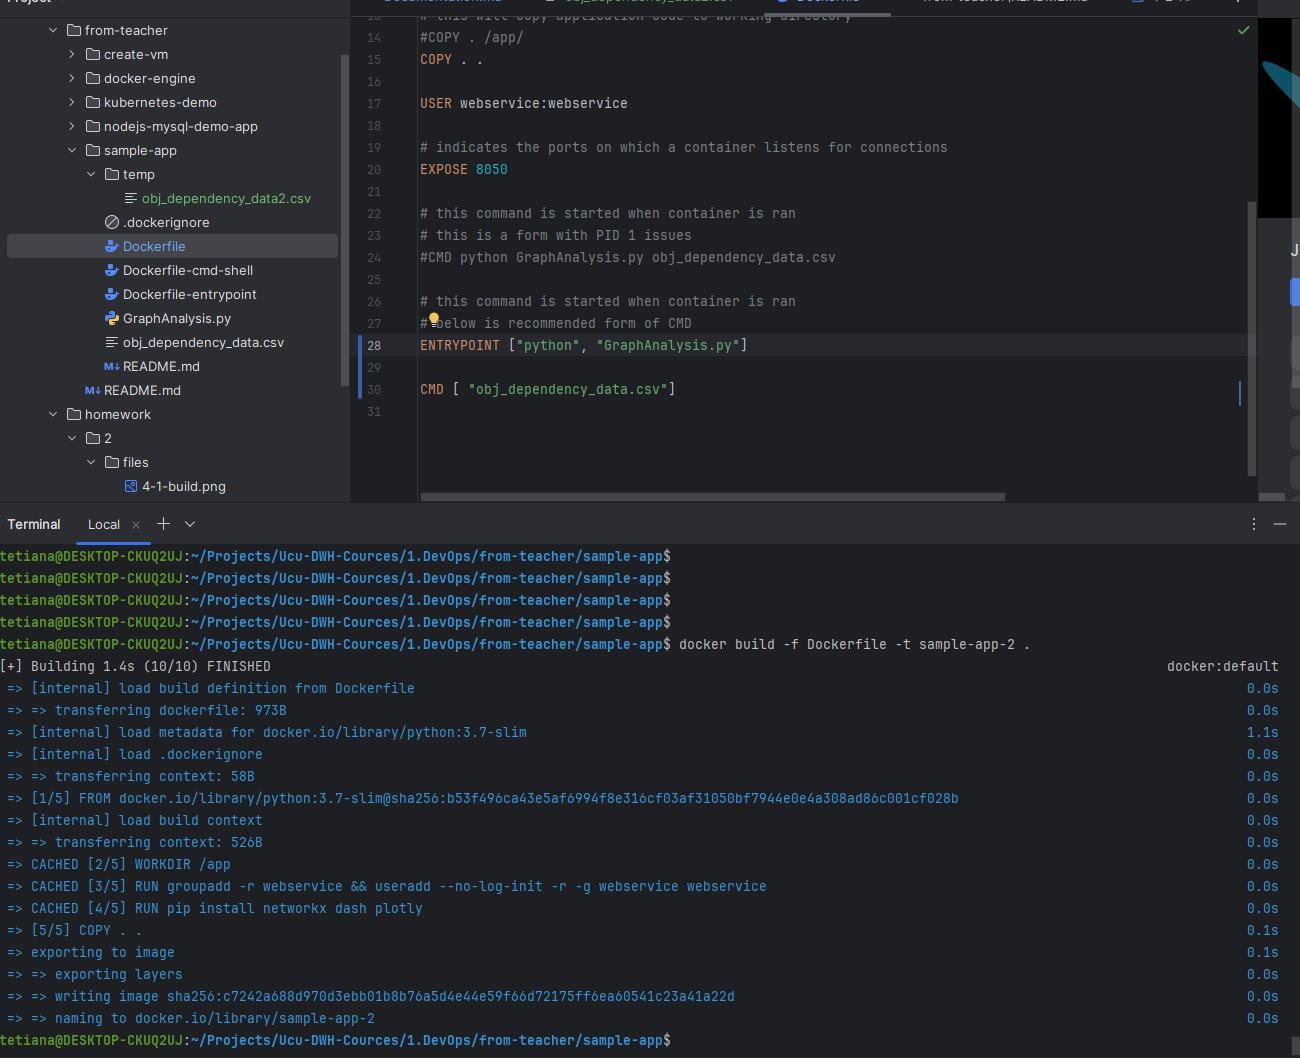 Project
from-teacher
create-vm
docker-engine
kubernetes-demo
nodejs-mysql-demo-app
sample-app
temp
obj_dependency_data2.csv
.dockerignore
Dockerfile
Dockerfile-cmd-shell
Dockerfile-entrypoint
GraphAnalysis.py
obj_dependency_data.csv
M↓ README.md
M↓ README.md
homework
2
files
4-1-build.png
13 # this will copy application code to working directory
14 #COPY . /app/
15 COPY . .
16
17 USER webservice:webservice
18
19 # indicates the ports on which a container listens for connections
20 EXPOSE 8050
21
22 # this command is started when container is ran
23 # this is a form with PID 1 issues
24 #CMD python GraphAnalysis.py obj_dependency_data.csv
25
26 # this command is started when container is ran
27 # below is recommended form of CMD
28 ENTRYPOINT ["python", "GraphAnalysis.py"]
29
30 CMD [ "obj_dependency_data.csv"]
31
Terminal Local
tetiana@DESKTOP-CKUQ2UJ:~/Projects/Ucu-DWH-Cources/1.DevOps/from-teacher/sample-app$
tetiana@DESKTOP-CKUQ2UJ:~/Projects/Ucu-DWH-Cources/1.DevOps/from-teacher/sample-app$
tetiana@DESKTOP-CKUQ2UJ:~/Projects/Ucu-DWH-Cources/1.DevOps/from-teacher/sample-app$
tetiana@DESKTOP-CKUQ2UJ:~/Projects/Ucu-DWH-Cources/1.DevOps/from-teacher/sample-app$
tetiana@DESKTOP-CKUQ2UJ:~/Projects/Ucu-DWH-Cources/1.DevOps/from-teacher/sample-app$ docker build -f Dockerfile -t sample-app-2 .
[+] Building 1.4s (10/10) FINISHED docker:default
=> [internal] load build definition from Dockerfile 0.0s
=> => transferring dockerfile: 973B 0.0s
=> [internal] load metadata for docker.io/library/python:3.7-slim 1.1s
=> [internal] load .dockerignore 0.0s
=> => transferring context: 58B 0.0s
=> [1/5] FROM docker.io/library/python:3.7-slim@sha256:b53f496ca43e5af6994f8e316cf03af31050bf7944e0e4a308ad86c001cf028b 0.0s
=> [internal] load build context 0.0s
=> => transferring context: 526B 0.0s
=> CACHED [2/5] WORKDIR /app 0.0s
=> CACHED [3/5] RUN groupadd -r webservice && useradd --no-log-init -r -g webservice webservice 0.0s
=> CACHED [4/5] RUN pip install networkx dash plotly 0.0s
=> [5/5] COPY . . 0.1s
=> exporting to image 0.1s
=> => exporting layers 0.0s
=> => writing image sha256:c7242a688d970d3ebb01b8b76a5d4e44e59f66d72175ff6ea60541c23a41a22d 0.0s
=> => naming to docker.io/library/sample-app-2 0.0s
tetiana@DESKTOP-CKUQ2UJ:~/Projects/Ucu-DWH-Cources/1.DevOps/from-teacher/sample-app$